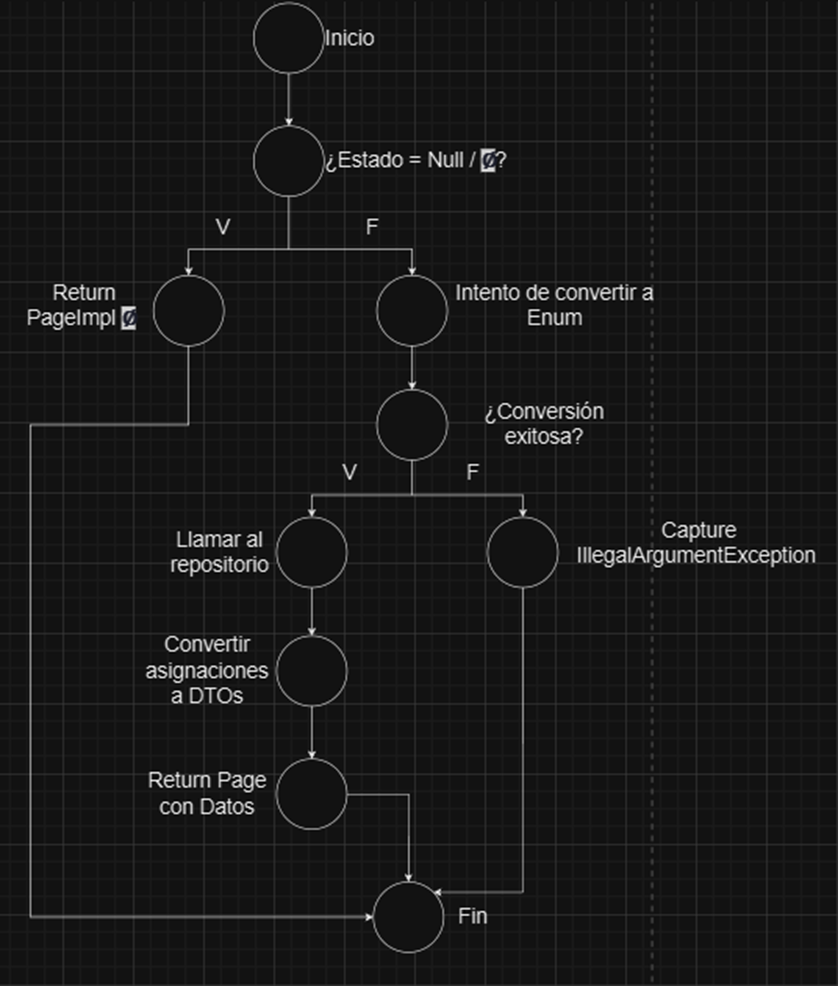 Inicio
¿Estado = Null / Ø?
V
F
Return
PageImpl Ø
Intento de convertir a
Enum
¿Conversión
exitosa?
V
F
Llamar al
repositorio
Capture
IllegalArgumentException
Convertir
asignaciones
a DTOs
Return Page
con Datos
Fin